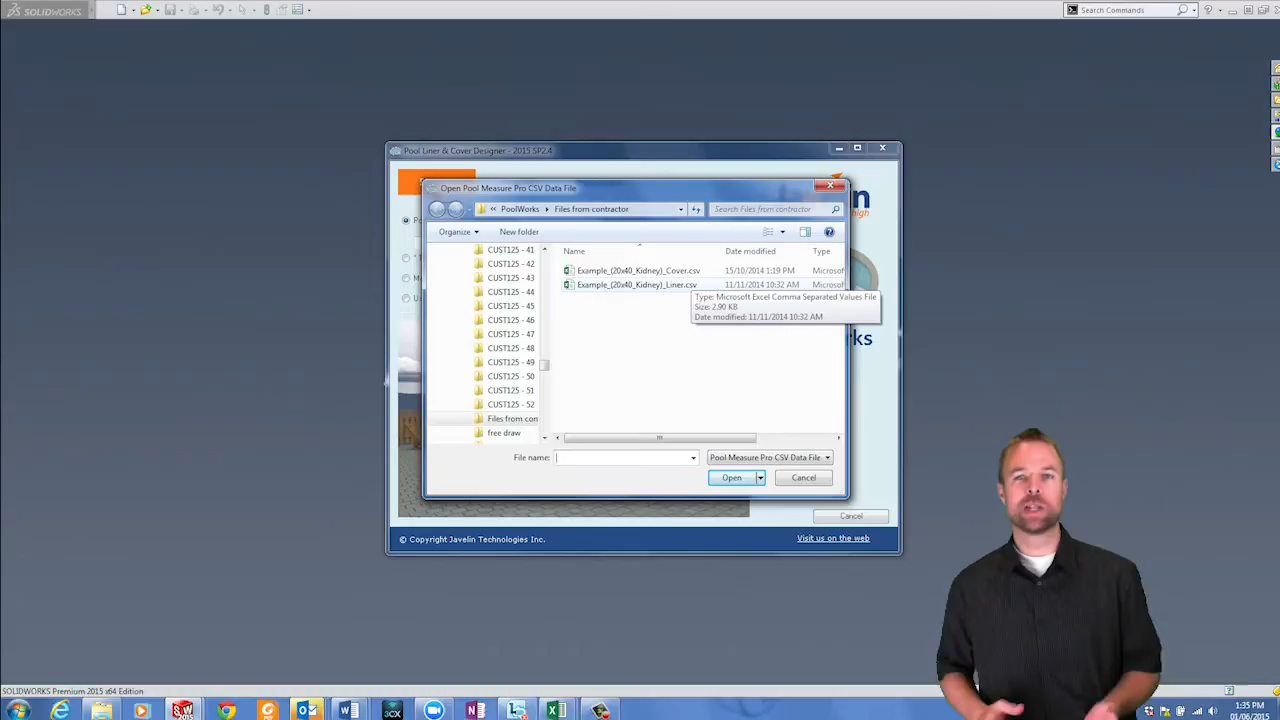 SOLIDWORKS
Search Commands
Pool Liner & Cover Designer - 2015 SP2.4
Open Pool Measure Pro CSV Data File
« PoolWorks Files from contractor
Search Files from contractor
Organize
New folder
Name
Date modified
Type
CUST125 - 41
CUST125 - 42
CUST125 - 43
CUST125 - 44
CUST125 - 45
CUST125 - 46
CUST125 - 47
CUST125 - 48
CUST125 - 49
CUST125 - 50
CUST125 - 51
CUST125 - 52
Files from con
free draw
Example_(20x40_Kidney)_Cover.csv 15/10/2014 1:19 PM Microsof
Example_(20x40_Kidney)_Liner.csv 11/11/2014 10:32 AM Microsof
Type: Microsoft Excel Comma Separated Values File
Size: 2.90 KB
Date modified: 11/11/2014 10:32 AM
File name:
Pool Measure Pro CSV Data File
Open
Cancel
Cancel
© Copyright Javelin Technologies Inc.
Visit us on the web
SOLIDWORKS Premium 2015 x64 Edition
1:35 PM
01/06/2015